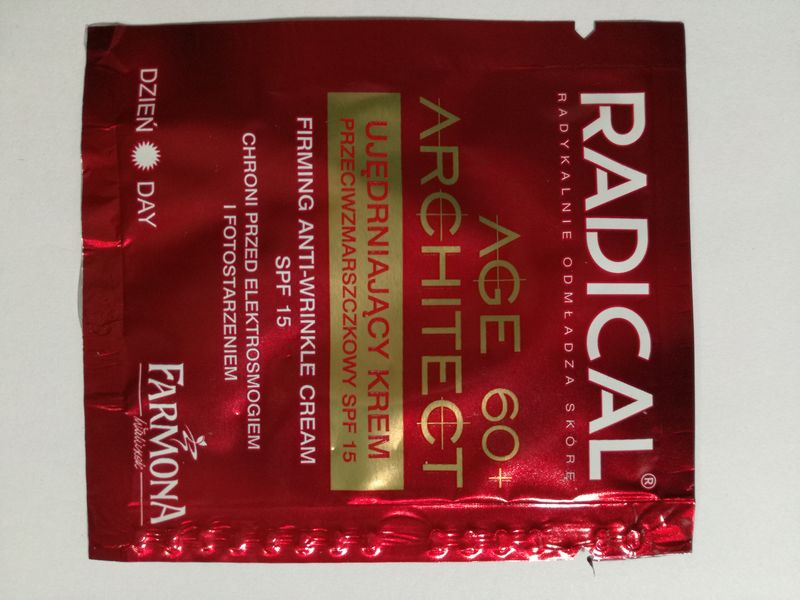 RADICAL®
RADYKALNIE ODMŁADZA SKÓRĘ
AGE 60+
ARCHITECT
UJĘDRNIAJĄCY KREM
PRZECIWZMARSZCZKOWY SPF 15
FIRMING ANTI-WRINKLE CREAM
SPF 15
CHRONI PRZED ELEKTROSMOGIEM
I FOTOSTARZENIEM
DZIEŃ DAY
FARMONA